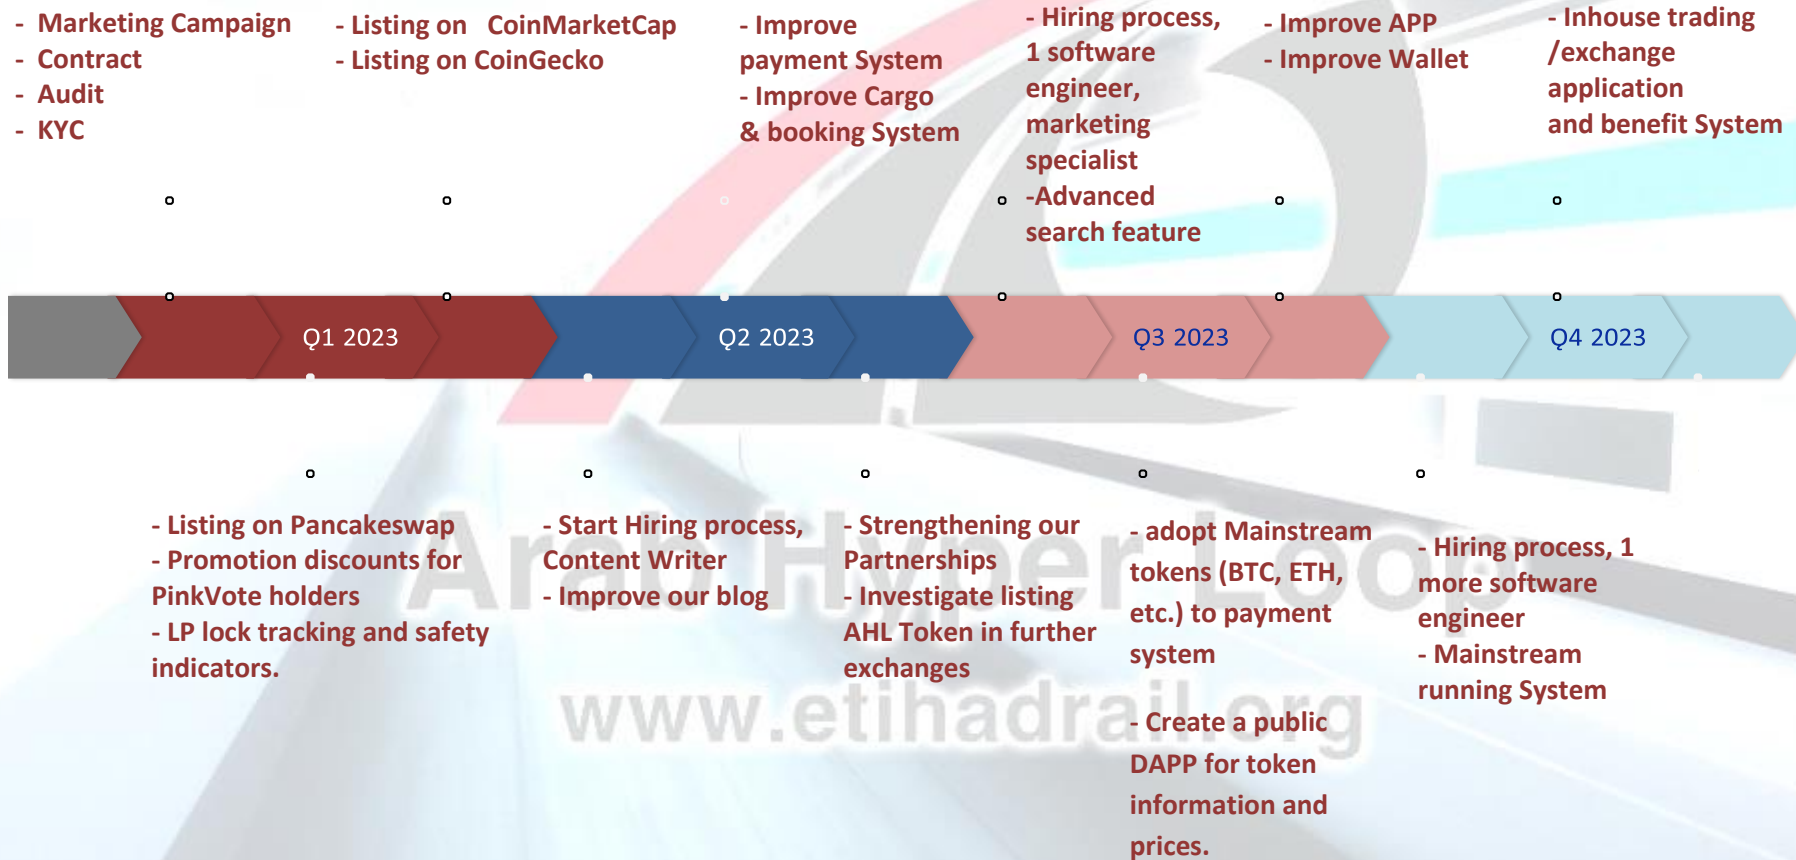 - Marketing Campaign
- Contract
- Audit
- KYC
- Listing on CoinMarketCap
- Listing on CoinGecko
- Improve
payment System
- Improve Cargo
& booking System
- Hiring process,
1 software
engineer,
marketing
specialist
-Advanced
search feature
- Improve APP
- Improve Wallet
- Inhouse trading
/exchange
application
and benefit System
Q1 2023
Q2 2023
Q3 2023
Q4 2023
- Listing on Pancakeswap
- Promotion discounts for
PinkVote holders
- LP lock tracking and safety
indicators.
- Start Hiring process,
Content Writer
- Improve our blog
- Strengthening our
Partnerships
- Investigate listing
AHL Token in further
exchanges
- adopt Mainstream
tokens (BTC, ETH,
etc.) to payment
system
- Create a public
DAPP for token
information and
prices.
- Hiring process, 1
more software
engineer
- Mainstream
running System
Arab Hyper Loop
www.etihadrail.org